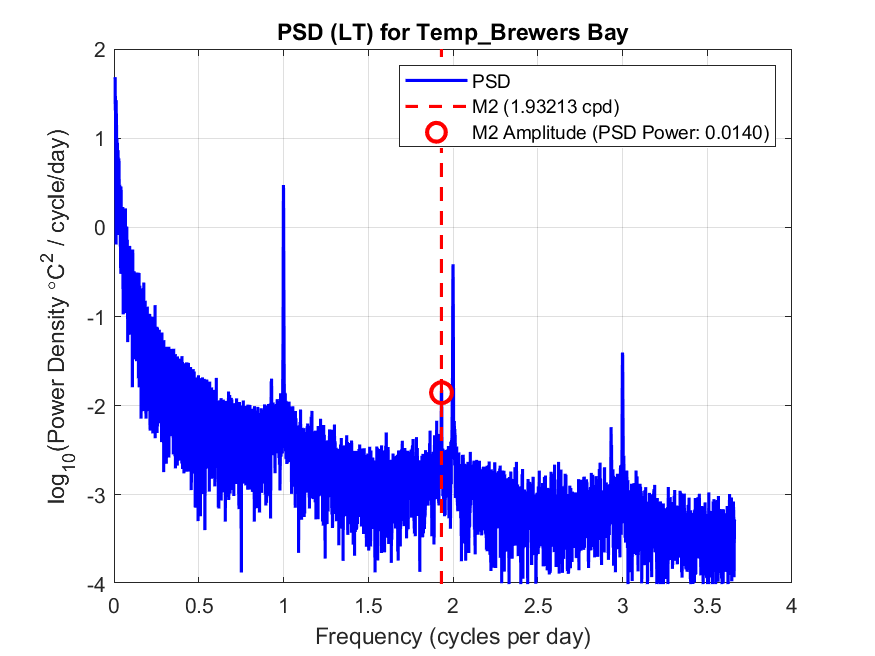 PSD (LT) for Temp_Brewers Bay
PSD
M2 (1.93213 cpd)
M2 Amplitude (PSD Power: 0.0140)
log₁₀(Power Density °C² / cycle/day)
2
1
0
-1
-2
-3
-4
0 0.5 1 1.5 2 2.5 3 3.5 4
Frequency (cycles per day)